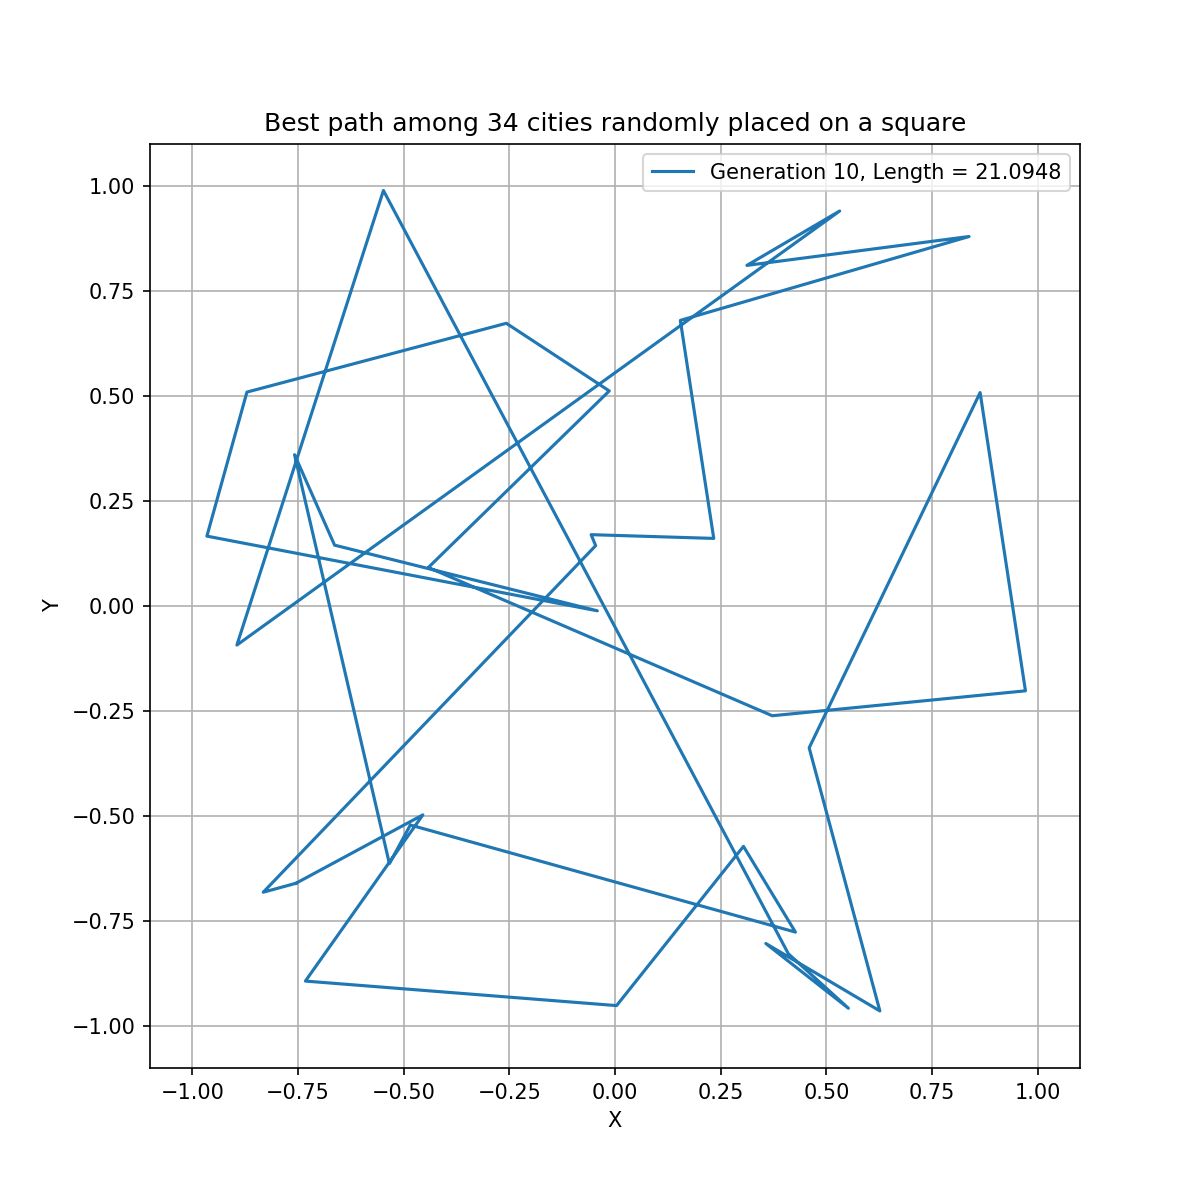 Best path among 34 cities randomly placed on a square
Generation 10, Length = 21.0948
1.00
0.75
0.50
0.25
0.00
−0.25
−0.50
−0.75
−1.00
Y
−1.00 −0.75 −0.50 −0.25 0.00 0.25 0.50 0.75 1.00
X